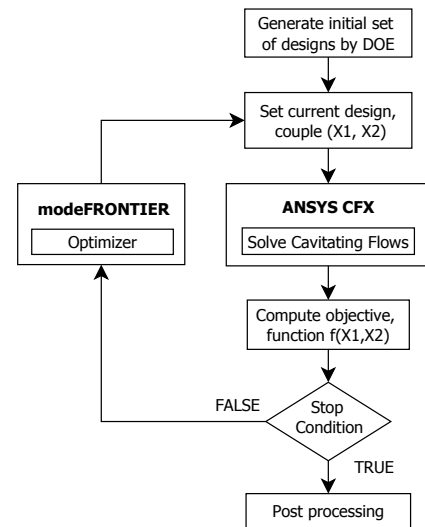 Generate initial set
of designs by DOE
Set current design,
couple (X1, X2)
modeFRONTIER
Optimizer
ANSYS CFX
Solve Cavitating Flows
Compute objective,
function f(X1,X2)
FALSE
Stop
Condition
TRUE
Post processing